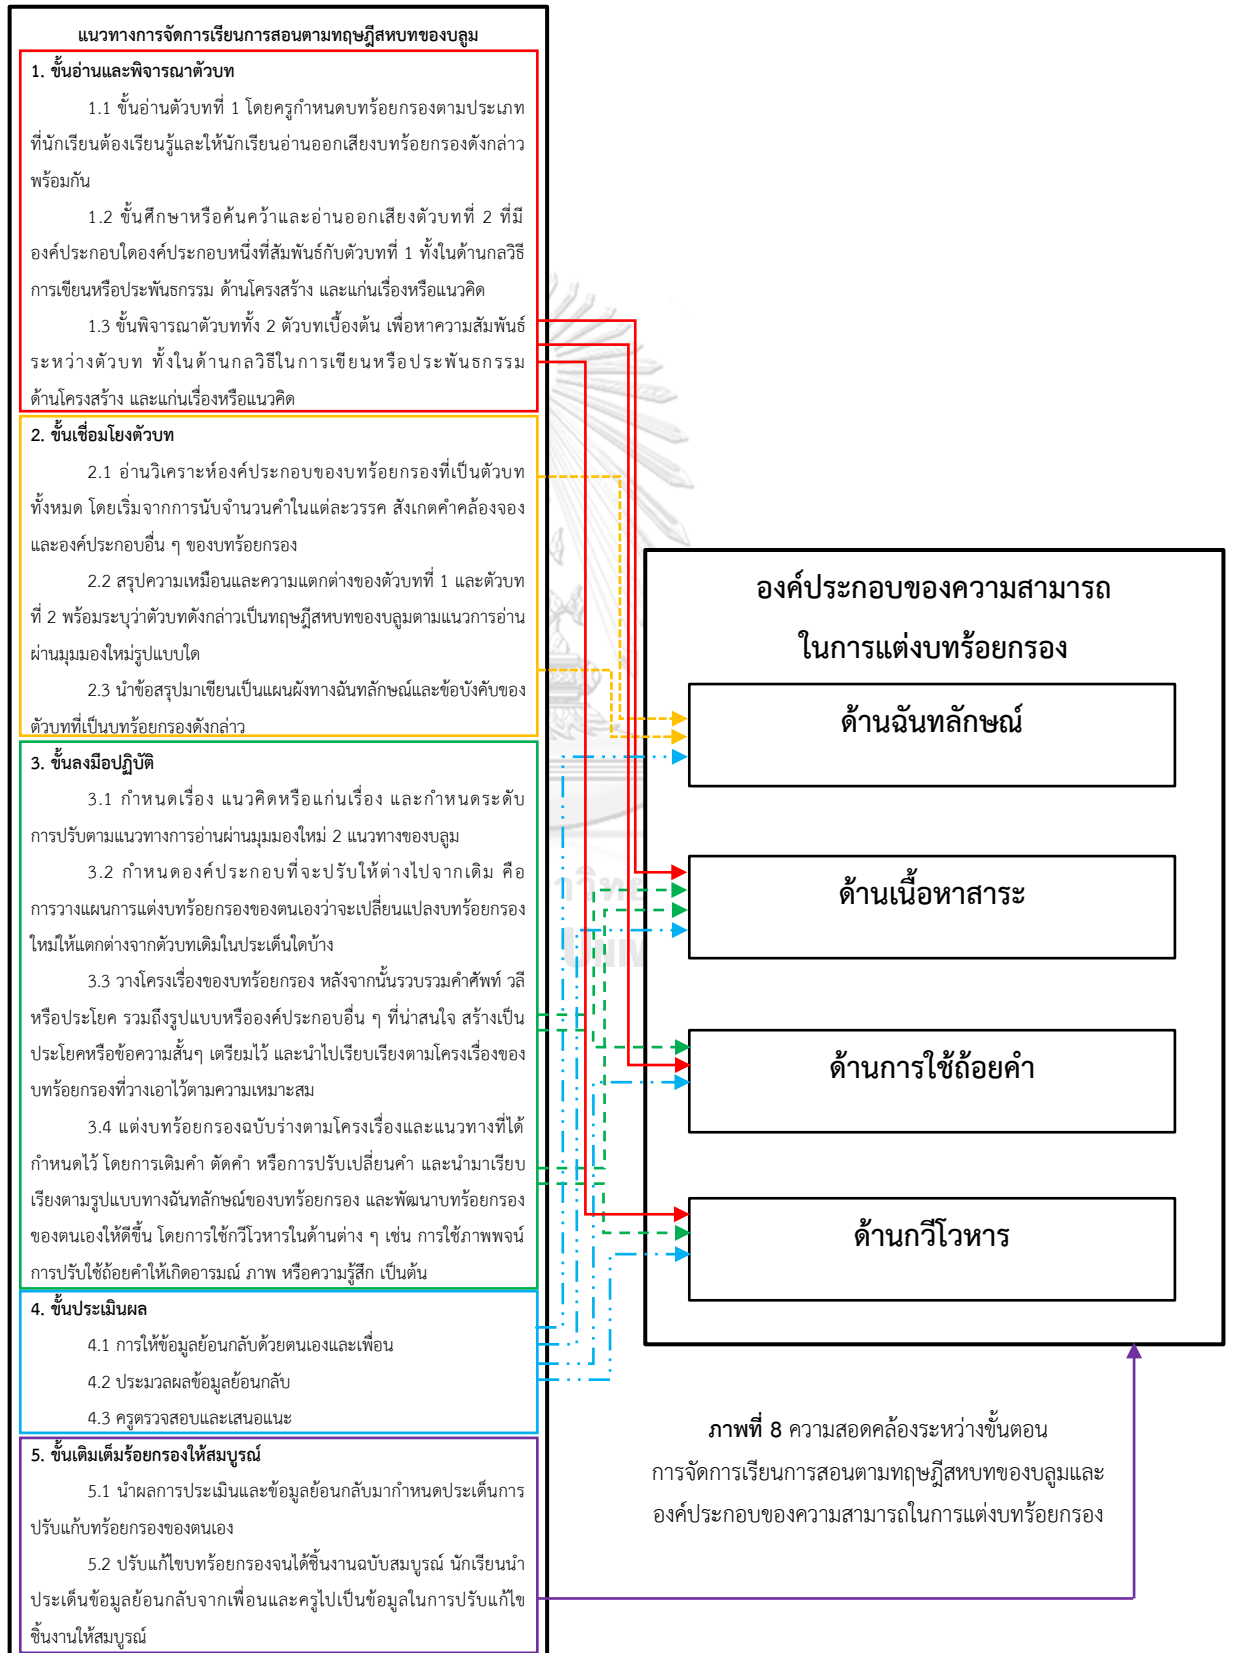 แนวทางการจัดการเรียนการสอนตามทฤษฎีสหบทของบลูม
1. ขั้นอ่านและพิจารณาตัวบท
1.1 ขั้นอ่านตัวบทที่ 1 โดยครูกำหนดบทร้อยกรองตามประเภท
ที่นักเรียนต้องเรียนรู้และให้นักเรียนอ่านออกเสียงบทร้อยกรองดังกล่าว
พร้อมกัน
1.2 ขั้นศึกษาหรือค้นคว้าและอ่านออกเสียงตัวบทที่ 2 ที่มี
องค์ประกอบใดองค์ประกอบหนึ่งที่สัมพันธ์กับตัวบทที่ 1 ทั้งในด้านกลวิธี
การเขียนหรือประพันธกรรม ด้านโครงสร้าง และแก่นเรื่องหรือแนวคิด
1.3 ขั้นพิจารณาตัวบททั้ง 2 ตัวบทเบื้องต้น เพื่อหาความสัมพันธ์
ระหว่างตัวบท ทั้งในด้านกลวิธีในการเขียนหรือประพันธกรรม
ด้านโครงสร้าง และแก่นเรื่องหรือแนวคิด
2. ขั้นเชื่อมโยงตัวบท
2.1 อ่านวิเคราะห์องค์ประกอบของบทร้อยกรองที่เป็นตัวบท
ทั้งหมด โดยเริ่มจากการนับจำนวนคำในแต่ละวรรค สังเกตคำคล้องจอง
และองค์ประกอบอื่น ๆ ของบทร้อยกรอง
2.2 สรุปความเหมือนและความแตกต่างของตัวบทที่ 1 และตัวบท
ที่ 2 พร้อมระบุว่าตัวบทดังกล่าวเป็นทฤษฎีสหบทของบลูมตามแนวการอ่าน
ผ่านมุมมองใหม่รูปแบบใด
2.3 นำข้อสรุปมาเขียนเป็นแผนผังทางฉันทลักษณ์และข้อบังคับของ
ตัวบทที่เป็นบทร้อยกรองดังกล่าว
3. ขั้นลงมือปฏิบัติ
3.1 กำหนดเรื่อง แนวคิดหรือแก่นเรื่อง และกำหนดระดับ
การปรับตามแนวทางการอ่านผ่านมุมมองใหม่ 2 แนวทางของบลูม
3.2 กำหนดองค์ประกอบที่จะปรับให้ต่างไปจากเดิม คือ
การวางแผนการแต่งบทร้อยกรองของตนเองว่าจะเปลี่ยนแปลงบทร้อยกรอง
ใหม่ให้แตกต่างจากตัวบทเดิมในประเด็นใดบ้าง
3.3 วางโครงเรื่องของบทร้อยกรอง หลังจากนั้นรวบรวมคำศัพท์ วลี
หรือประโยค รวมถึงรูปแบบหรือองค์ประกอบอื่น ๆ ที่น่าสนใจ สร้างเป็น
ประโยคหรือข้อความสั้นๆ เตรียมไว้ และนำไปเรียบเรียงตามโครงเรื่องของ
บทร้อยกรองที่วางเอาไว้ตามความเหมาะสม
3.4 แต่งบทร้อยกรองฉบับร่างตามโครงเรื่องและแนวทางที่ได้
กำหนดไว้ โดยการเติมคำ ตัดคำ หรือการปรับเปลี่ยนคำ และนำมาเรียบ
เรียงตามรูปแบบทางฉันทลักษณ์ของบทร้อยกรอง และพัฒนาบทร้อยกรอง
ของตนเองให้ดีขึ้น โดยการใช้กวีโวหารในด้านต่าง ๆ เช่น การใช้ภาพพจน์
การปรับใช้ถ้อยคำให้เกิดอารมณ์ ภาพ หรือความรู้สึก เป็นต้น
4. ขั้นประเมินผล
4.1 การให้ข้อมูลย้อนกลับด้วยตนเองและเพื่อน
4.2 ประมวลผลข้อมูลย้อนกลับ
4.3 ครูตรวจสอบและเสนอแนะ
5. ขั้นเติมเต็มร้อยกรองให้สมบูรณ์
5.1 นำผลการประเมินและข้อมูลย้อนกลับมากำหนดประเด็นการ
ปรับแก้บทร้อยกรองของตนเอง
5.2 ปรับแก้ไขบทร้อยกรองจนได้ชิ้นงานฉบับสมบูรณ์ นักเรียนนำ
ประเด็นข้อมูลย้อนกลับจากเพื่อนและครูไปเป็นข้อมูลในการปรับแก้ไข
ชิ้นงานให้สมบูรณ์
องค์ประกอบของความสามารถ
ในการแต่งบทร้อยกรอง
ด้านฉันทลักษณ์
ด้านเนื้อหาสาระ
ด้านการใช้ถ้อยคำ
ด้านกวีโวหาร
ภาพที่ 8 ความสอดคล้องระหว่างขั้นตอน
การจัดการเรียนการสอนตามทฤษฎีสหบทของบลูมและ
องค์ประกอบของความสามารถในการแต่งบทร้อยกรอง